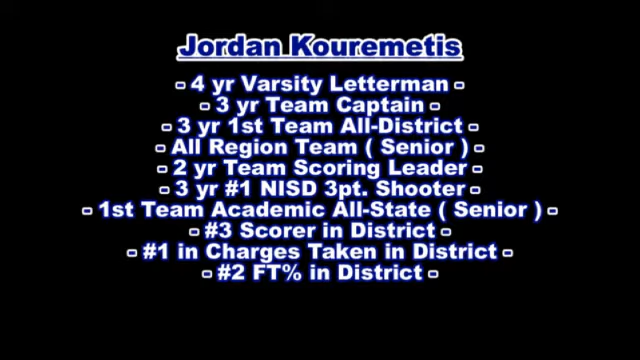 Jordan Kouremetis
- 4 yr Varsity Letterman -
- 3 yr Team Captain -
- 3 yr 1st Team All-District -
- All Region Team ( Senior ) -
- 2 yr Team Scoring Leader -
- 3 yr #1 NISD 3pt. Shooter -
- 1st Team Academic All-State ( Senior ) -
- #3 Scorer in District -
- #1 in Charges Taken in District -
- #2 FT% in District -